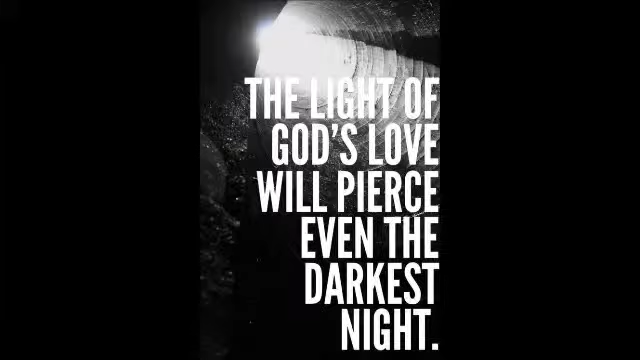 THE LIGHT OF
GOD'S LOVE
WILL PIERCE
EVEN THE
DARKEST
NIGHT.